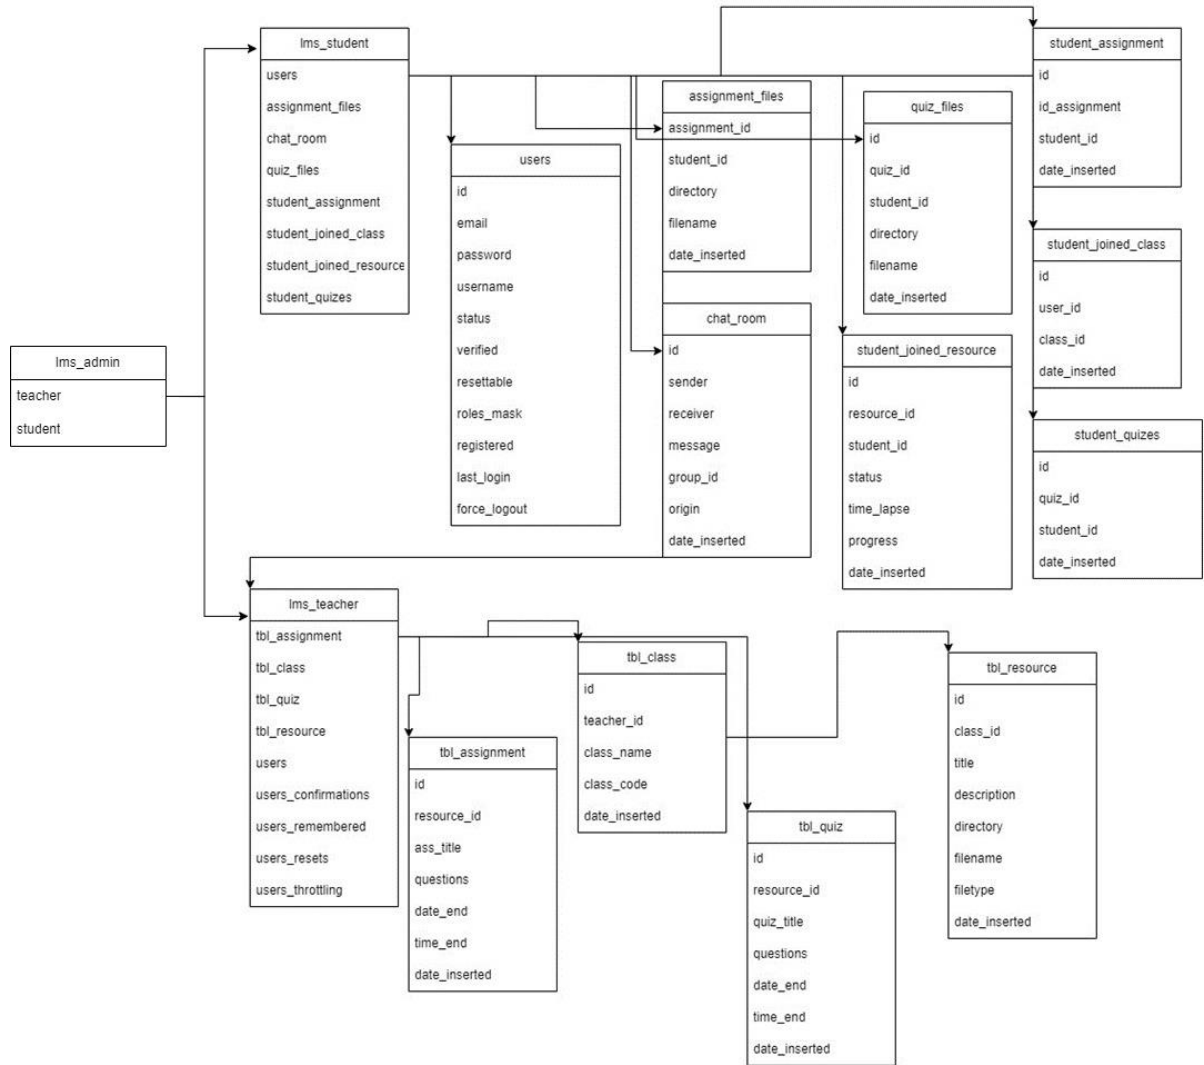 lms_student
users
assignment_files
chat_room
quiz_files
student_assignment
student_joined_class
student_joined_resource
student_quizes
users
id
email
password
username
status
verified
resettable
roles_mask
registered
last_login
force_logout
assignment_files
assignment_id
student_id
directory
filename
date_inserted
chat_room
id
sender
receiver
message
group_id
origin
date_inserted
quiz_files
id
quiz_id
student_id
directory
filename
date_inserted
student_joined_resource
id
resource_id
student_id
status
time_lapse
progress
date_inserted
student_assignment
id
id_assignment
student_id
date_inserted
student_joined_class
id
user_id
class_id
date_inserted
student_quizes
id
quiz_id
student_id
date_inserted
lms_admin
teacher
student
lms_teacher
tbl_assignment
tbl_class
tbl_quiz
tbl_resource
users
users_confirmations
users_remembered
users_resets
users_throttling
tbl_assignment
id
resource_id
ass_title
questions
date_end
time_end
date_inserted
tbl_class
id
teacher_id
class_name
class_code
date_inserted
tbl_quiz
id
resource_id
quiz_title
questions
date_end
time_end
date_inserted
tbl_resource
id
class_id
title
description
directory
filename
filetype
date_inserted